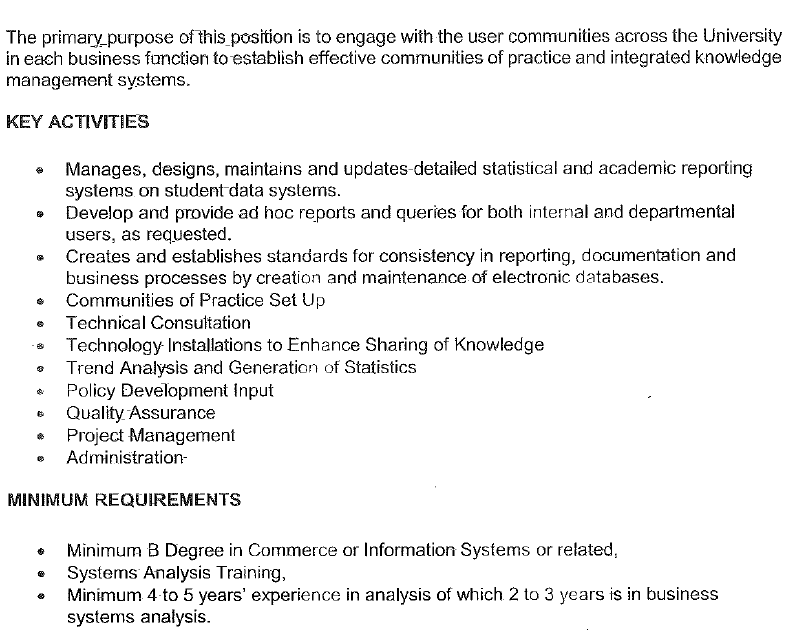 The primary purpose of this position is to engage with the user communities across the University
in each business function to establish effective communities of practice and integrated knowledge
management systems.
KEY ACTIVITIES
• Manages, designs, maintains and updates detailed statistical and academic reporting
systems on student data systems.
• Develop and provide ad hoc reports and queries for both internal and departmental
users, as requested.
• Creates and establishes standards for consistency in reporting, documentation and
business processes by creation and maintenance of electronic databases.
• Communities of Practice Set Up
• Technical Consultation
• Technology Installations to Enhance Sharing of Knowledge
• Trend Analysis and Generation of Statistics
• Policy Development Input
• Quality Assurance
• Project Management
• Administration
MINIMUM REQUIREMENTS
• Minimum B Degree in Commerce or Information Systems or related,
• Systems Analysis Training,
• Minimum 4 to 5 years' experience in analysis of which 2 to 3 years is in business
systems analysis.